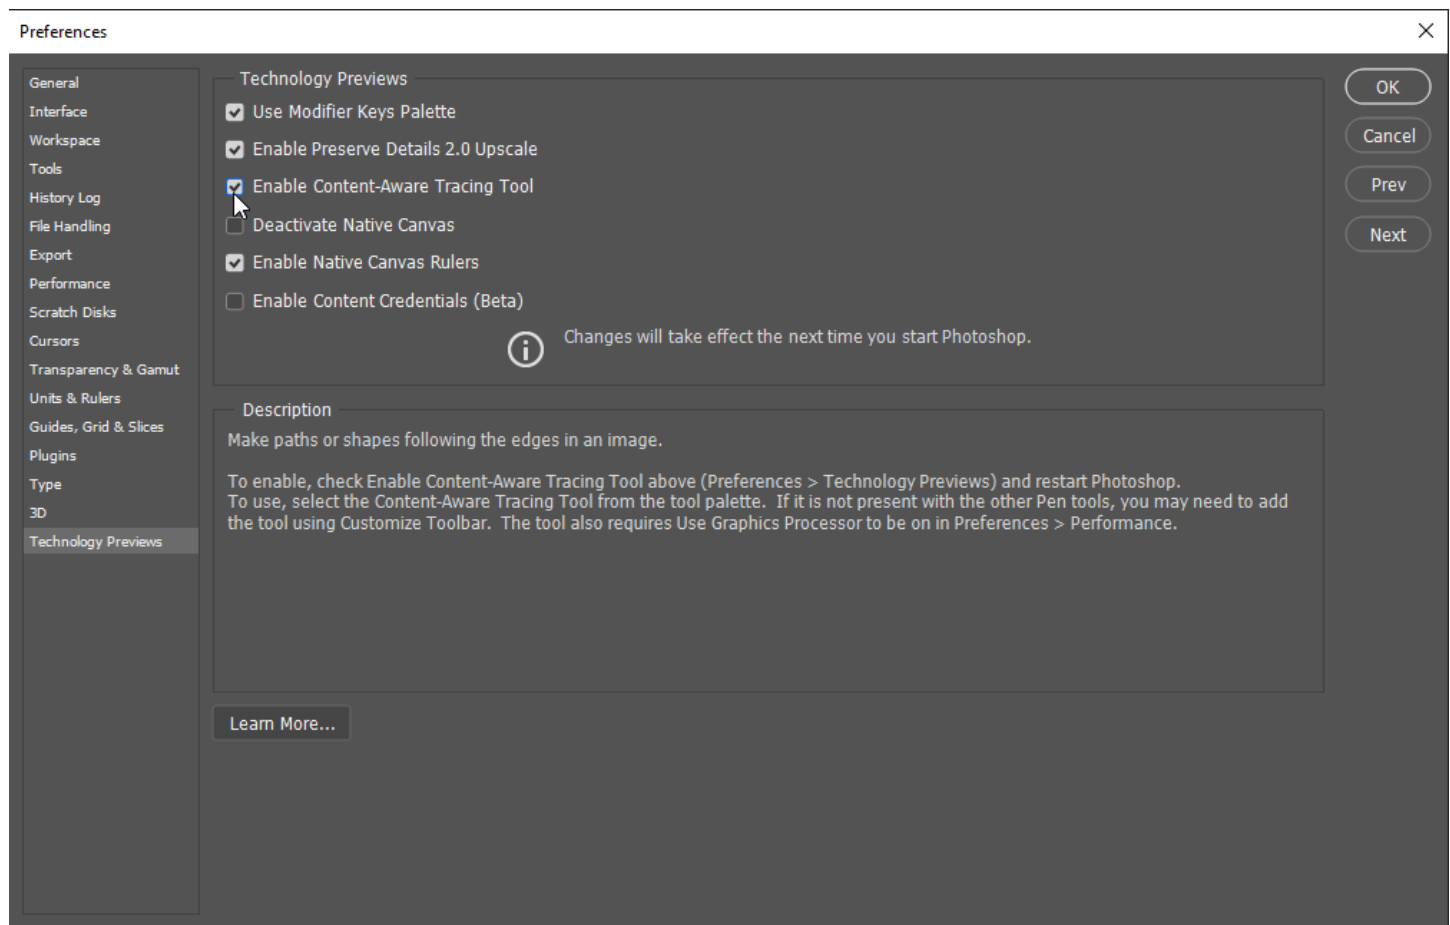 Preferences
General
Interface
Workspace
Tools
History Log
File Handling
Export
Performance
Scratch Disks
Cursors
Transparency & Gamut
Units & Rulers
Guides, Grid & Slices
Plugins
Type
3D
Technology Previews
Technology Previews
Use Modifier Keys Palette
Enable Preserve Details 2.0 Upscale
Enable Content-Aware Tracing Tool
Deactivate Native Canvas
Enable Native Canvas Rulers
Enable Content Credentials (Beta)
Changes will take effect the next time you start Photoshop.
Description
Make paths or shapes following the edges in an image.
To enable, check Enable Content-Aware Tracing Tool above (Preferences > Technology Previews) and restart Photoshop.
To use, select the Content-Aware Tracing Tool from the tool palette.  If it is not present with the other Pen tools, you may need to add
the tool using Customize Toolbar.  The tool also requires Use Graphics Processor to be on in Preferences > Performance.
Learn More...
OK
Cancel
Prev
Next